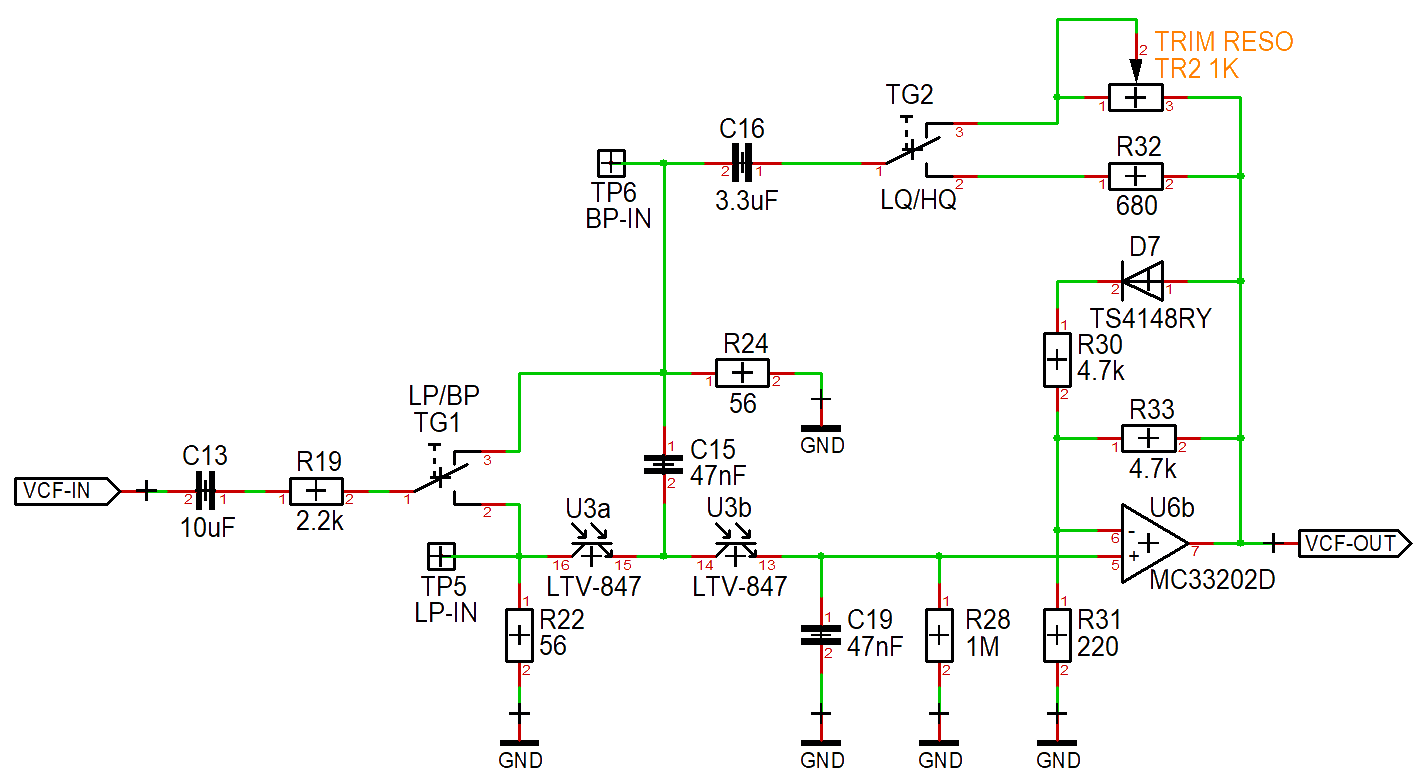 TRIM RESO
TR2 1K
2
1
3
TG2
3
1
2
LQ/HQ
C16
2
1
3.3uF
TP6
BP-IN
R32
1
2
680
D7
2
1
TS4148RY
1
R30
4.7k
2
R24
1
2
56
GND
LP/BP
TG1
3
1
2
R33
1
2
4.7k
C13
2
1
10uF
R19
1
2
2.2k
VCF-IN
1
C15
47nF
2
U3a
16
15
LTV-847
U3b
14
13
LTV-847
U6b
6
-
5
+
7
MC33202D
VCF-OUT
TP5
LP-IN
1
R22
56
2
GND
1
C19
47nF
2
GND
1
R28
1M
2
GND
1
R31
220
2
GND